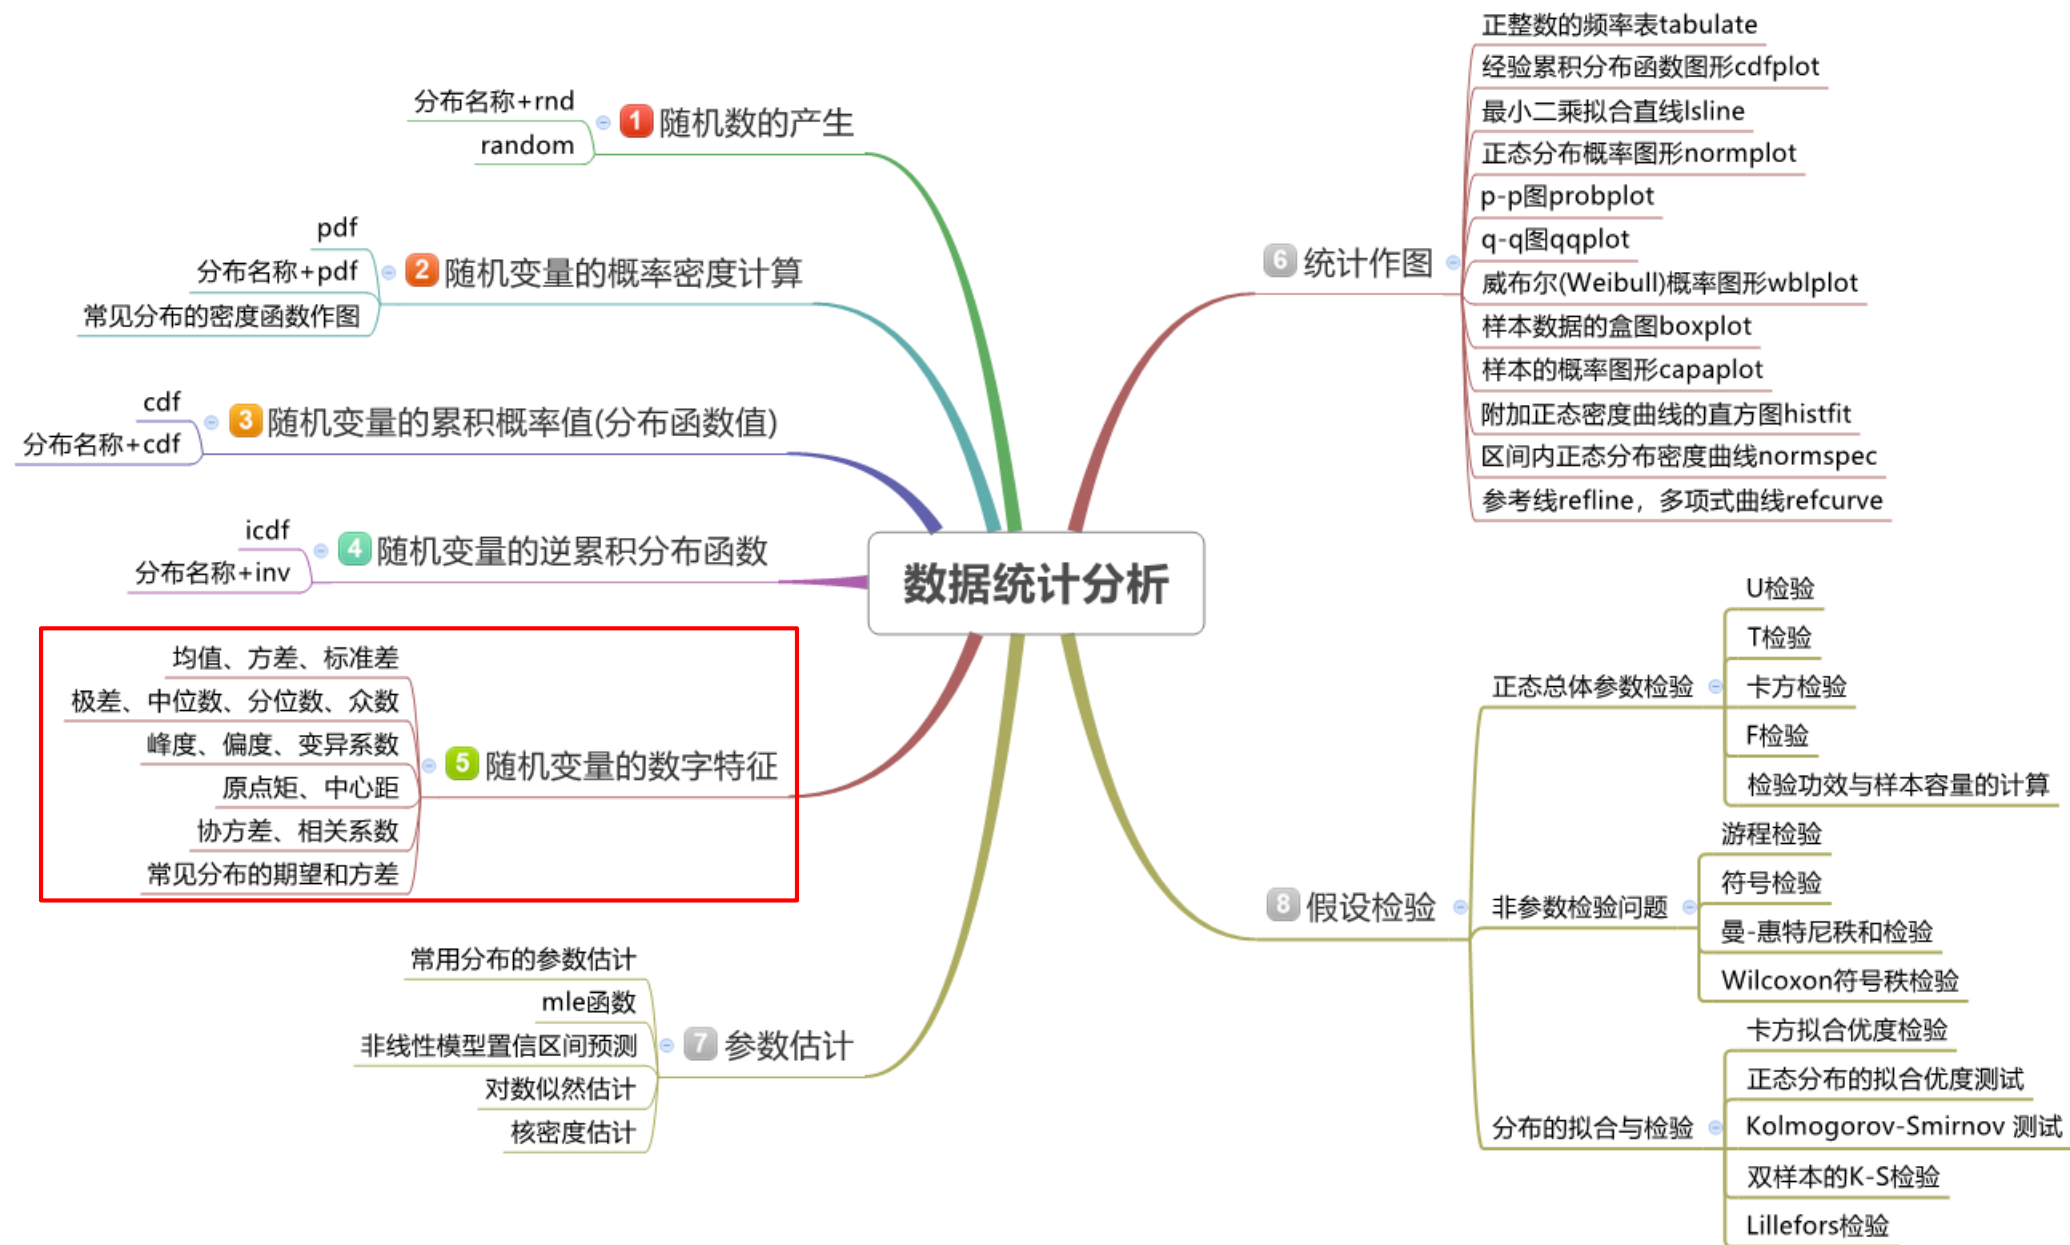 数据统计分析
1 随机数的产生
分布名称+rnd
random
2 随机变量的概率密度计算
pdf
分布名称+pdf
常见分布的密度函数作图
3 随机变量的累积概率值(分布函数值)
cdf
分布名称+cdf
4 随机变量的逆累积分布函数
icdf
分布名称+inv
5 随机变量的数字特征
均值、方差、标准差
极差、中位数、分位数、众数
峰度、偏度、变异系数
原点矩、中心距
协方差、相关系数
常见分布的期望和方差
6 统计作图
正整数的频率表tabulate
经验累积分布函数图形cdfplot
最小二乘拟合直线lsline
正态分布概率图形normplot
p-p图probplot
q-q图qqplot
威布尔(Weibull)概率图形wblplot
样本数据的盒图boxplot
样本的概率图形capaplot
附加正态密度曲线的直方图histfit
区间内正态分布密度曲线normspec
参考线refline，多项式曲线refcurve
7 参数估计
常用分布的参数估计
mle函数
非线性模型置信区间预测
对数似然估计
核密度估计
8 假设检验
正态总体参数检验
U检验
T检验
卡方检验
F检验
检验功效与样本容量的计算
非参数检验问题
游程检验
符号检验
曼-惠特尼秩和检验
Wilcoxon符号秩检验
分布的拟合与检验
卡方拟合优度检验
正态分布的拟合优度测试
Kolmogorov-Smirnov 测试
双样本的K-S检验
Lillefors检验